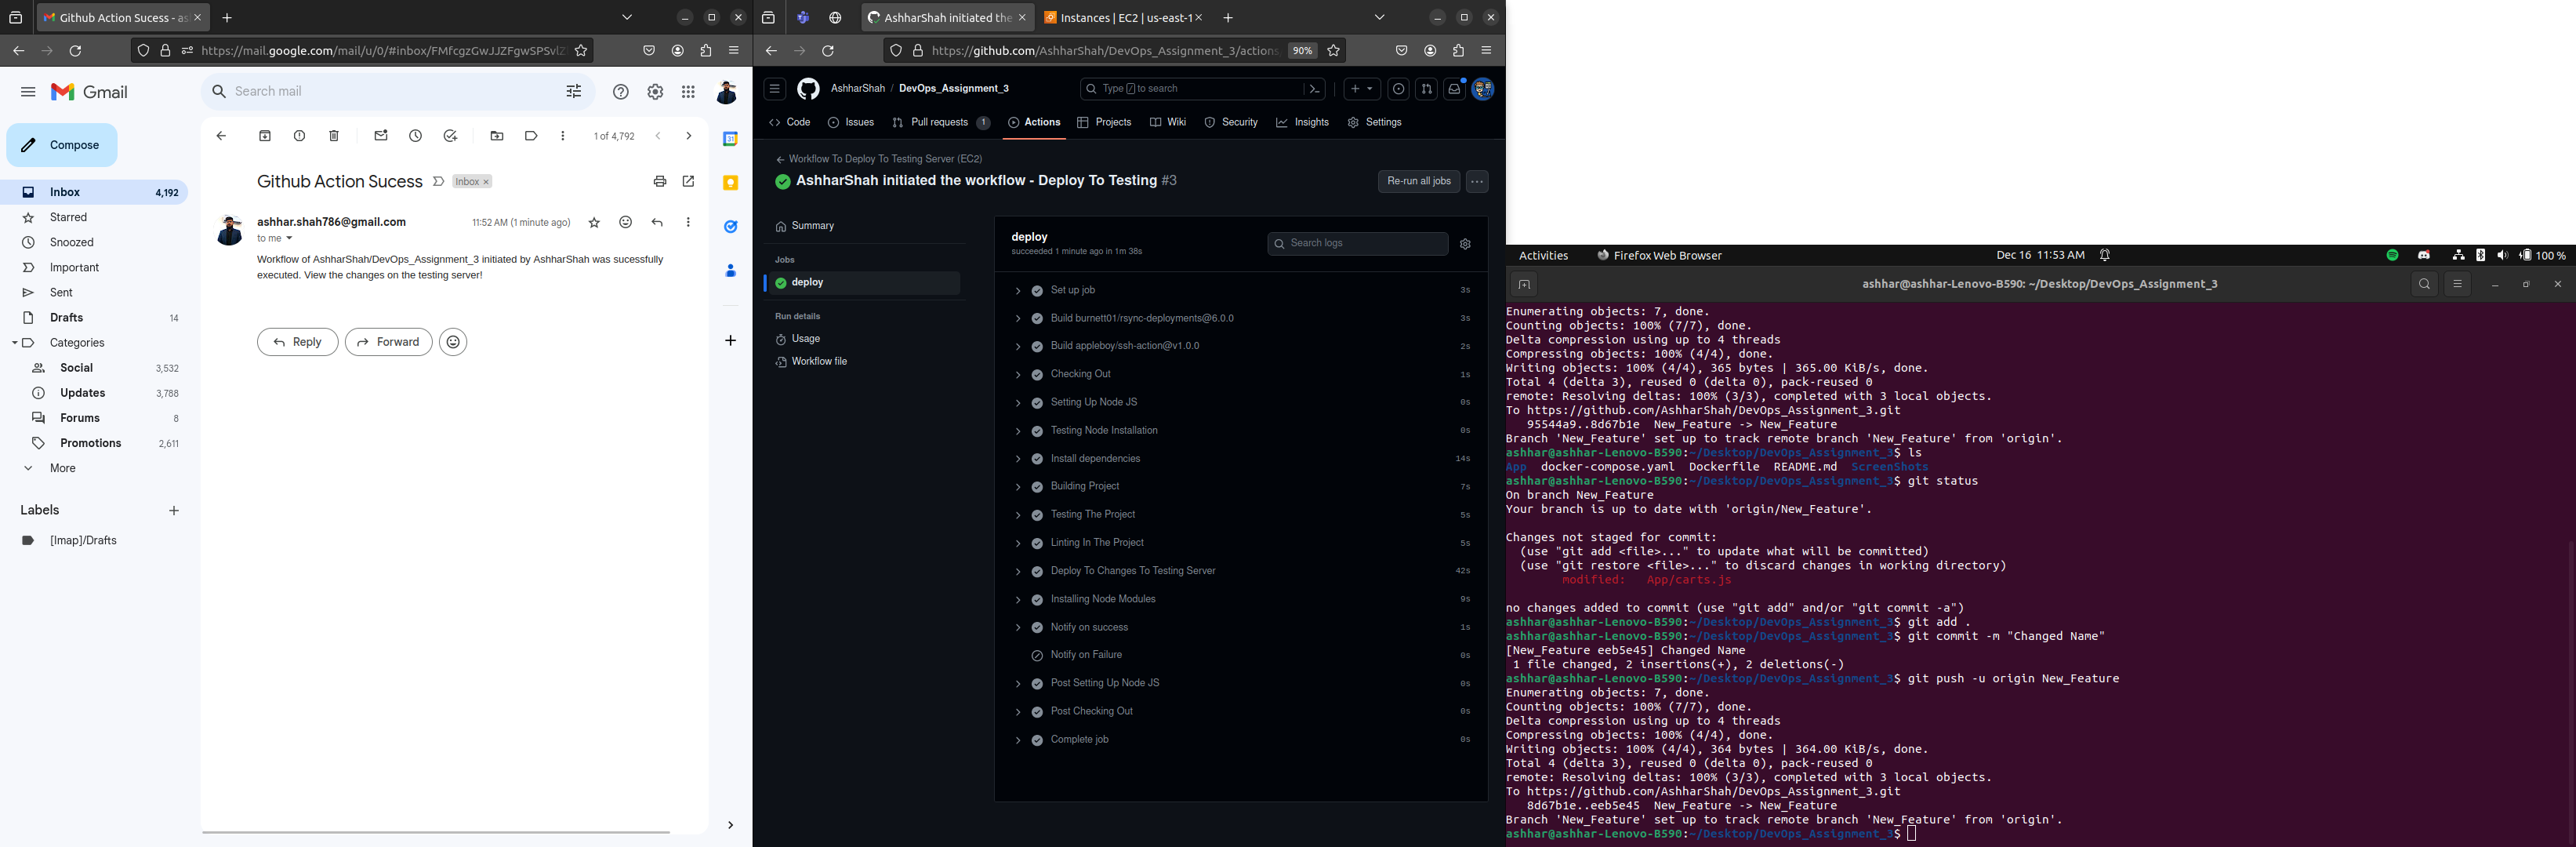 Github Action Sucess - as
https://mail.google.com/mail/u/0/#inbox/FMfcgzGwJJZFgwSPSvlZ
Gmail
Search mail
Compose
Inbox 4,192
Starred
Snoozed
Important
Sent
Drafts 14
Categories
Social 3,532
Updates 3,788
Forums 8
Promotions 2,611
More
Labels
[Imap]/Drafts
1 of 4,792
31
Github Action Sucess Inbox ×
ashhar.shah786@gmail.com 11:52 AM (1 minute ago)
to me
Workflow of AshharShah/DevOps_Assignment_3 initiated by AshharShah was sucessfully
executed. View the changes on the testing server!
Reply Forward
AshharShah initiated the
Instances | EC2 | us-east-1
https://github.com/AshharShah/DevOps_Assignment_3/actions 90%
AshharShah / DevOps_Assignment_3
Type / to search
Code Issues Pull requests 1 Actions Projects Wiki Security Insights Settings
Workflow To Deploy To Testing Server (EC2)
AshharShah initiated the workflow - Deploy To Testing #3
Re-run all jobs
Summary
Jobs
deploy
Run details
Usage
Workflow file
deploy
succeeded 1 minute ago in 1m 38s
Search logs
Set up job 3s
Build burnett01/rsync-deployments@6.0.0 3s
Build appleboy/ssh-action@v1.0.0 2s
Checking Out 1s
Setting Up Node JS 0s
Testing Node Installation 0s
Install dependencies 14s
Building Project 7s
Testing The Project 5s
Linting In The Project 5s
Deploy To Changes To Testing Server 42s
Installing Node Modules 9s
Notify on success 1s
Notify on Failure 0s
Post Setting Up Node JS 0s
Post Checking Out 0s
Complete job 0s
Activities Firefox Web Browser Dec 16 11:53 AM 100 %
ashhar@ashhar-Lenovo-B590: ~/Desktop/DevOps_Assignment_3
Enumerating objects: 7, done.
Counting objects: 100% (7/7), done.
Delta compression using up to 4 threads
Compressing objects: 100% (4/4), done.
Writing objects: 100% (4/4), 365 bytes | 365.00 KiB/s, done.
Total 4 (delta 3), reused 0 (delta 0), pack-reused 0
remote: Resolving deltas: 100% (3/3), completed with 3 local objects.
To https://github.com/AshharShah/DevOps_Assignment_3.git
95544a9..8d67b1e New_Feature -> New_Feature
Branch 'New_Feature' set up to track remote branch 'New_Feature' from 'origin'.
ashhar@ashhar-Lenovo-B590:~/Desktop/DevOps_Assignment_3$ ls
App docker-compose.yaml Dockerfile README.md ScreenShots
ashhar@ashhar-Lenovo-B590:~/Desktop/DevOps_Assignment_3$ git status
On branch New_Feature
Your branch is up to date with 'origin/New_Feature'.
Changes not staged for commit:
(use "git add <file>..." to update what will be committed)
(use "git restore <file>..." to discard changes in working directory)
modified: App/carts.js
no changes added to commit (use "git add" and/or "git commit -a")
ashhar@ashhar-Lenovo-B590:~/Desktop/DevOps_Assignment_3$ git add .
ashhar@ashhar-Lenovo-B590:~/Desktop/DevOps_Assignment_3$ git commit -m "Changed Name"
[New_Feature eeb5e45] Changed Name
1 file changed, 2 insertions(+), 2 deletions(-)
ashhar@ashhar-Lenovo-B590:~/Desktop/DevOps_Assignment_3$ git push -u origin New_Feature
Enumerating objects: 7, done.
Counting objects: 100% (7/7), done.
Delta compression using up to 4 threads
Compressing objects: 100% (4/4), done.
Writing objects: 100% (4/4), 364 bytes | 364.00 KiB/s, done.
Total 4 (delta 3), reused 0 (delta 0), pack-reused 0
remote: Resolving deltas: 100% (3/3), completed with 3 local objects.
To https://github.com/AshharShah/DevOps_Assignment_3.git
8d67b1e..eeb5e45 New_Feature -> New_Feature
Branch 'New_Feature' set up to track remote branch 'New_Feature' from 'origin'.
ashhar@ashhar-Lenovo-B590:~/Desktop/DevOps_Assignment_3$